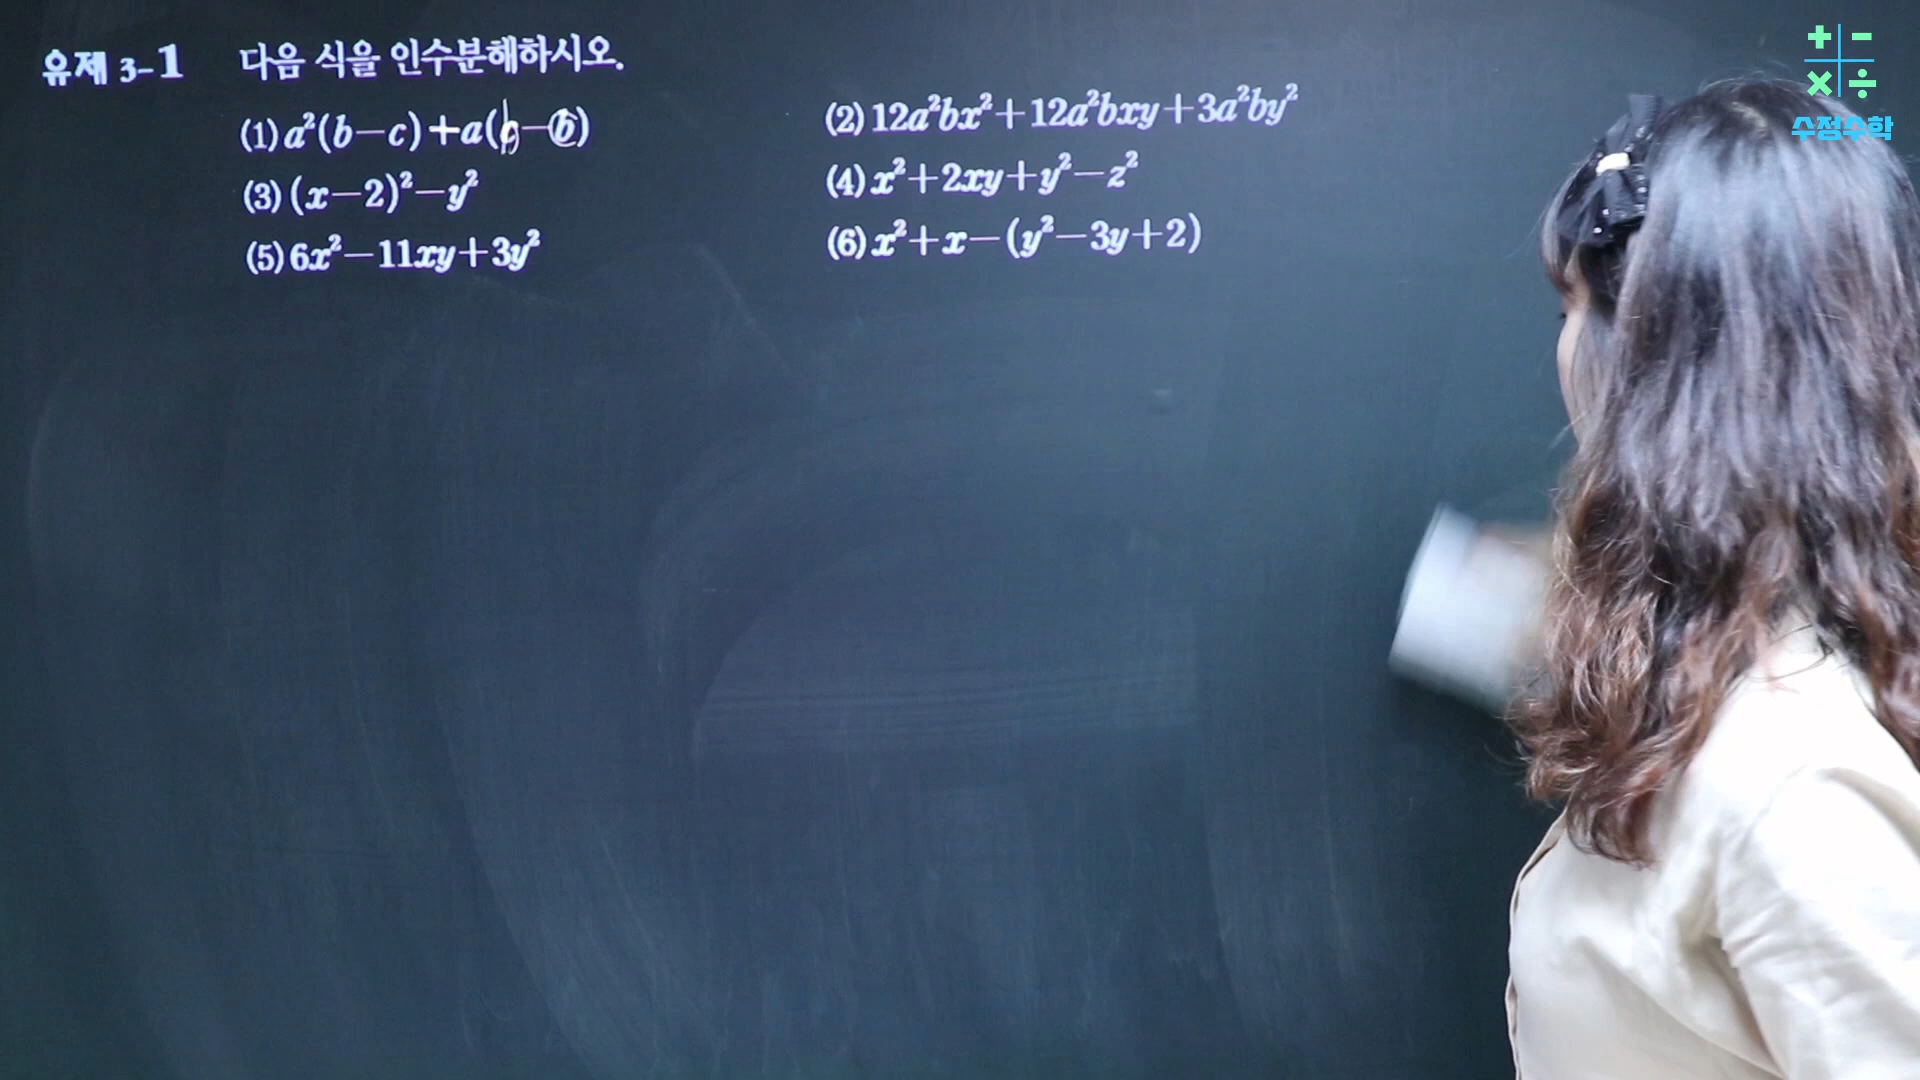 유제 3-1 다음 식을 인수분해하시오.
(1) a²(b-c)+a( - )
(2) 12a²bx²+12a²bxy+3a²by²
(3) (x-2)²-y²
(4) x²+2xy+y²-z²
(5) 6x²-11xy+3y²
(6) x²+x-(y²-3y+2)
+ -
× ÷
수정수학